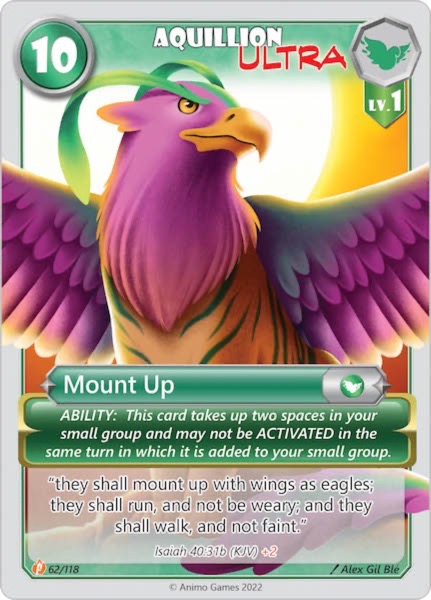 10
AQUILLION
ULTRA
LV.1
Mount Up
ABILITY: This card takes up two spaces in your
small group and may not be ACTIVATED in the
same turn in which it is added to your small group.
“they shall mount up with wings as eagles;
they shall run, and not be weary; and they
shall walk, and not faint.”
Isaiah 40:31b (KJV) +2
62/118
Alex Gil Ble
© Animo Games 2022